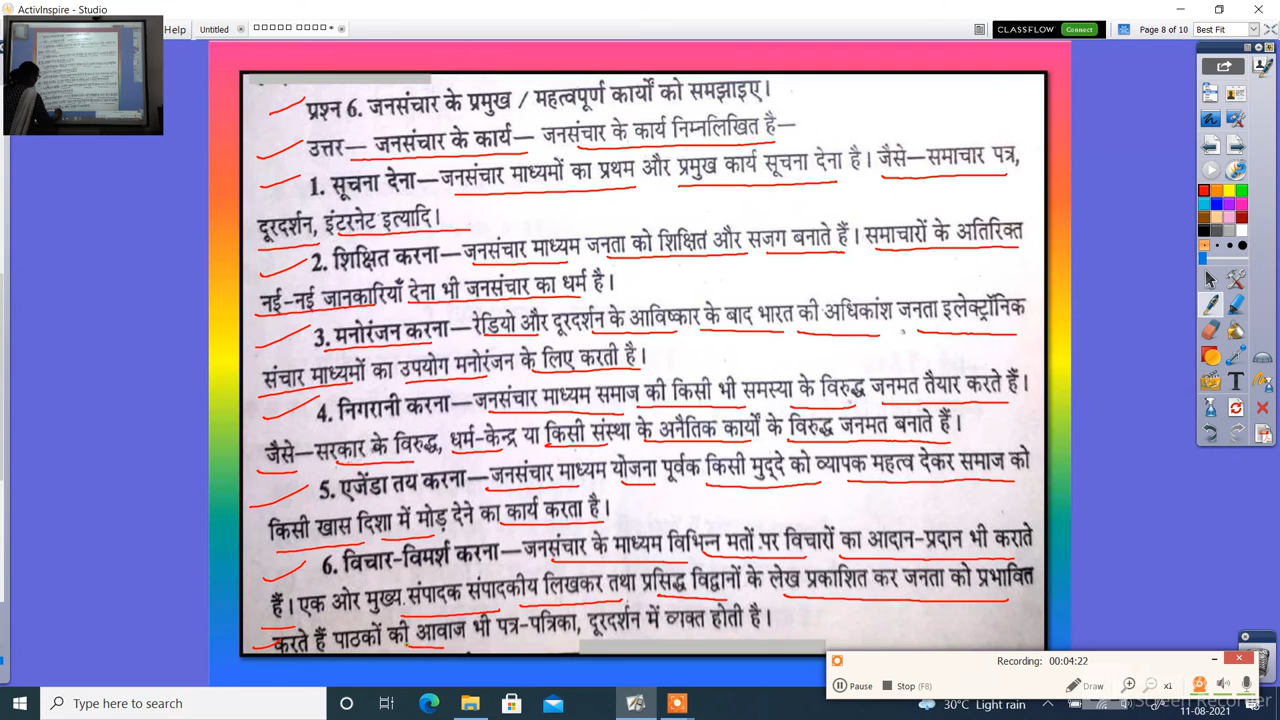 ActivInspire - Studio
Help Untitled CLASSFLOW Connect Page 8 of 10 Best Fit
प्रश्न 6. जनसंचार के प्रमुख / महत्वपूर्ण कार्यों को समझाइए।
उत्तर— जनसंचार के कार्य— जनसंचार के कार्य निम्नलिखित है—
1. सूचना देना—जनसंचार माध्यमों का प्रथम और प्रमुख कार्य सूचना देना है। जैसे—समाचार पत्र,
दूरदर्शन, इंटरनेट इत्यादि।
2. शिक्षित करना—जनसंचार माध्यम जनता को शिक्षित और सजग बनाते हैं। समाचारों के अतिरिक्त
नई-नई जानकारियाँ देना भी जनसंचार का धर्म है।
3. मनोरंजन करना—रेडियो और दूरदर्शन के आविष्कार के बाद भारत की अधिकांश जनता इलेक्ट्रॉनिक
संचार माध्यमों का उपयोग मनोरंजन के लिए करती है।
4. निगरानी करना—जनसंचार माध्यम समाज की किसी भी समस्या के विरुद्ध जनमत तैयार करते हैं।
जैसे—सरकार के विरुद्ध, धर्म-केन्द्र या किसी संस्था के अनैतिक कार्यों के विरुद्ध जनमत बनाते हैं।
5. एजेंडा तय करना—जनसंचार माध्यम योजना पूर्वक किसी मुद्दे को व्यापक महत्व देकर समाज को
किसी खास दिशा में मोड़ देने का कार्य करता है।
6. विचार-विमर्श करना—जनसंचार के माध्यम विभिन्न मतों पर विचारों का आदान-प्रदान भी कराते
हैं। एक ओर मुख्य संपादक संपादकीय लिखकर तथा प्रसिद्ध विद्वानों के लेख प्रकाशित कर जनता को प्रभावित
करते हैं पाठकों की आवाज भी पत्र-पत्रिका, दूरदर्शन में व्यक्त होती है।
Recording: 00:04:22
Pause Stop (F8) Draw x1
Screen Recorder
Type here to search
30°C Light rain
11-08-2021